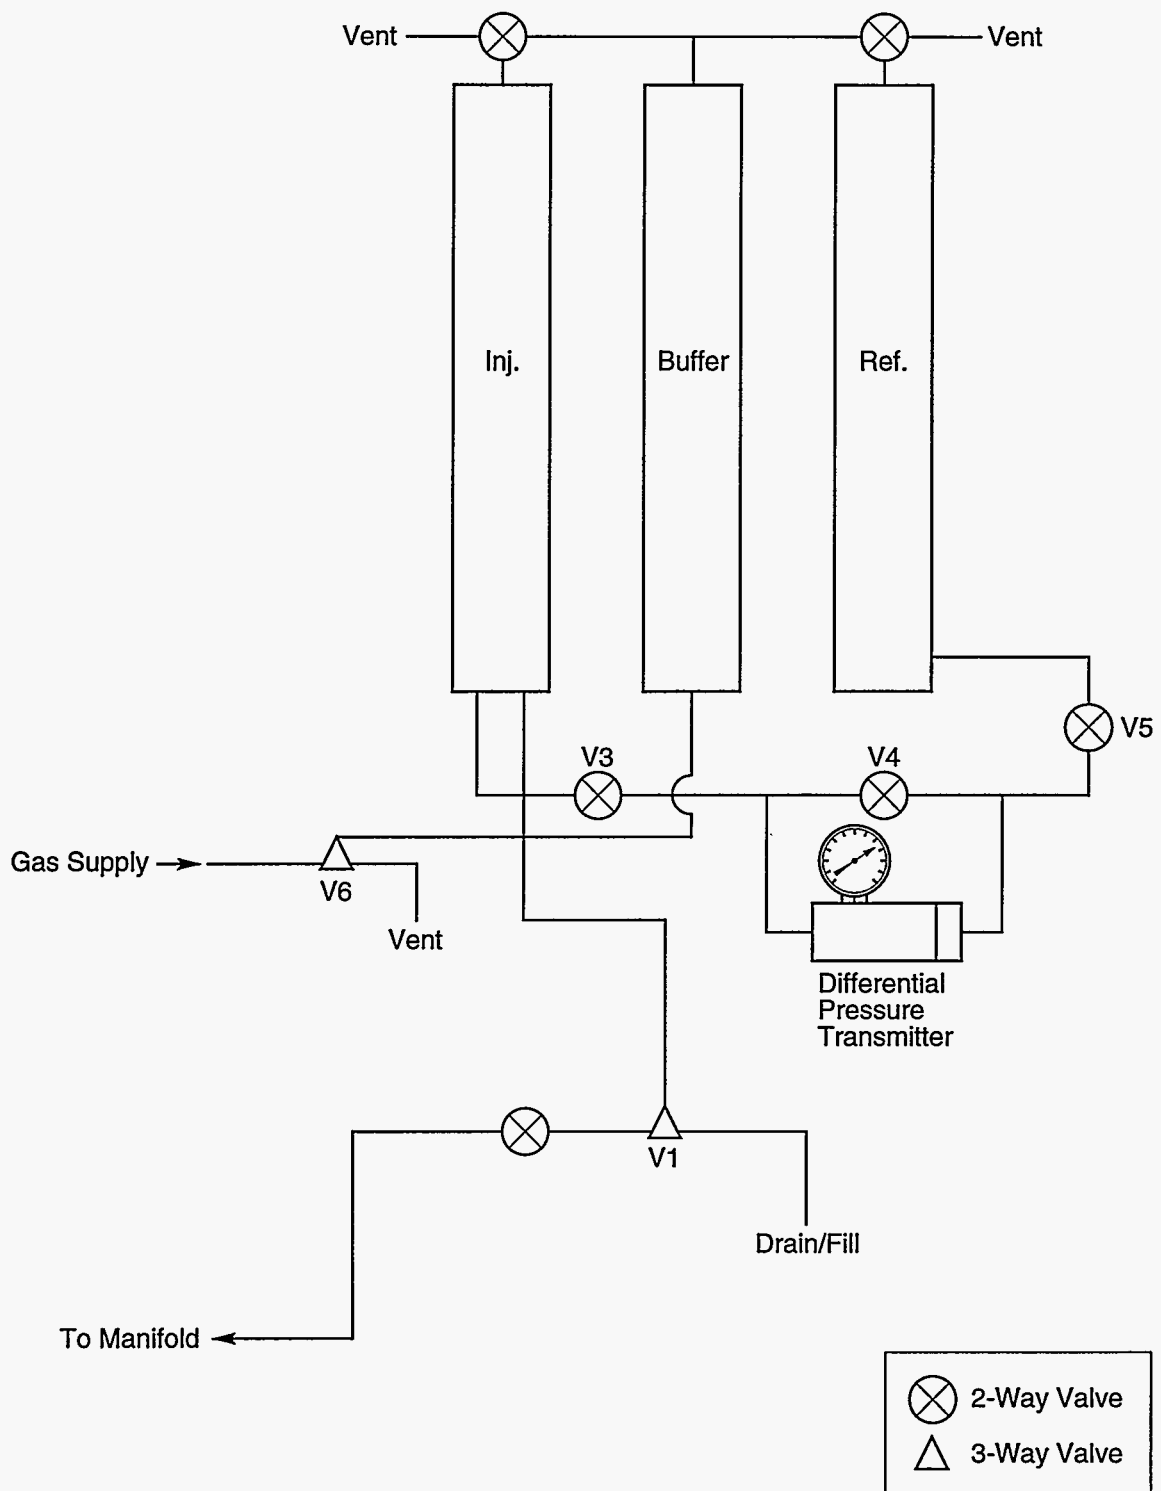 Vent
Vent
Inj.
Buffer
Ref.
V5
V3
V4
Gas Supply
V6
Vent
Differential
Pressure
Transmitter
V1
Drain/Fill
To Manifold
2-Way Valve
3-Way Valve